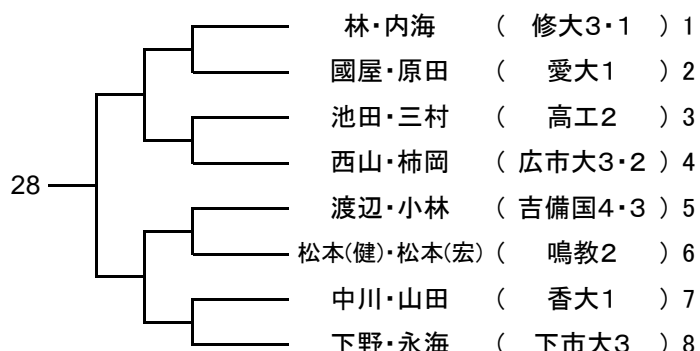 林・内海 ( 修大3・1 ) 1
國屋・原田 ( 愛大1 ) 2
池田・三村 ( 高工2 ) 3
西山・柿岡 ( 広市大3・2 ) 4
28
渡辺・小林 ( 吉備国4・3 ) 5
松本(健)・松本(宏) ( 鳴教2 ) 6
中川・山田 ( 香大1 ) 7
下野・永海 ( 下市大3 ) 8